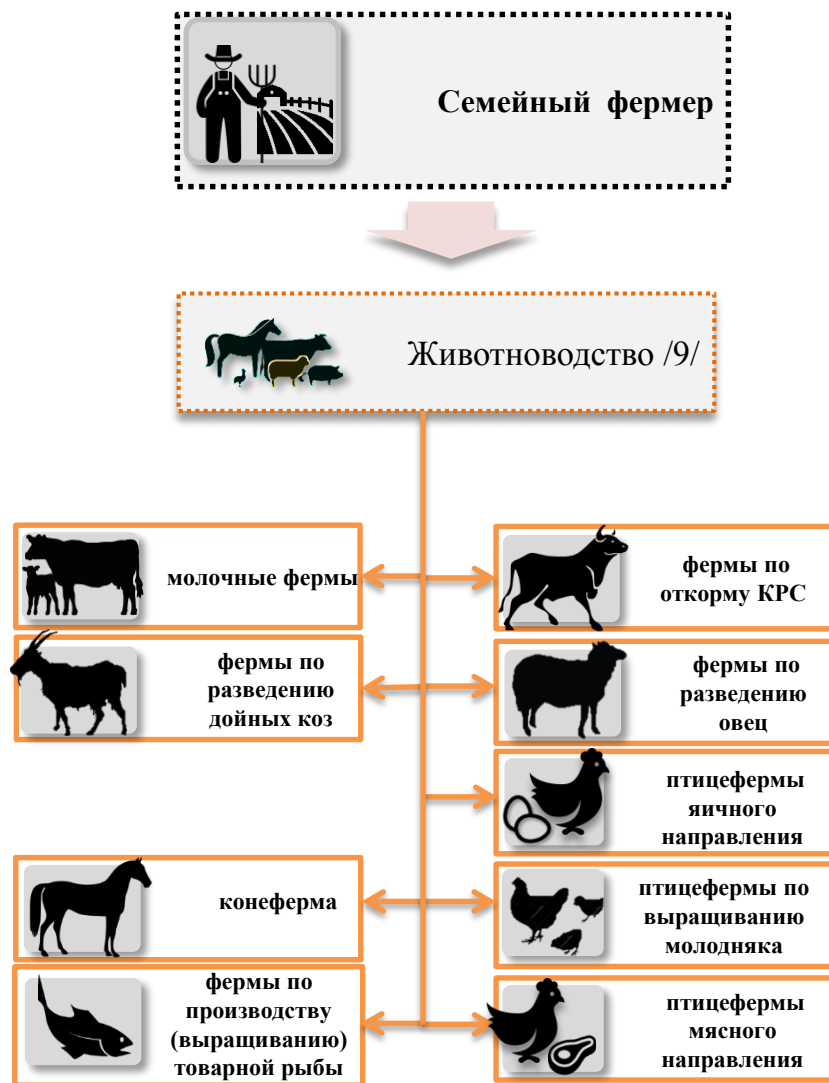 Семейный фермер
Животноводство /9/
молочные фермы
фермы по
откорму КРС
фермы по
разведению
дойных коз
фермы по
разведению
овец
птицефермы
яичного
направления
конеферма
птицефермы по
выращиванию
молодняка
фермы по
производству
(выращиванию)
товарной рыбы
птицефермы
мясного
направления